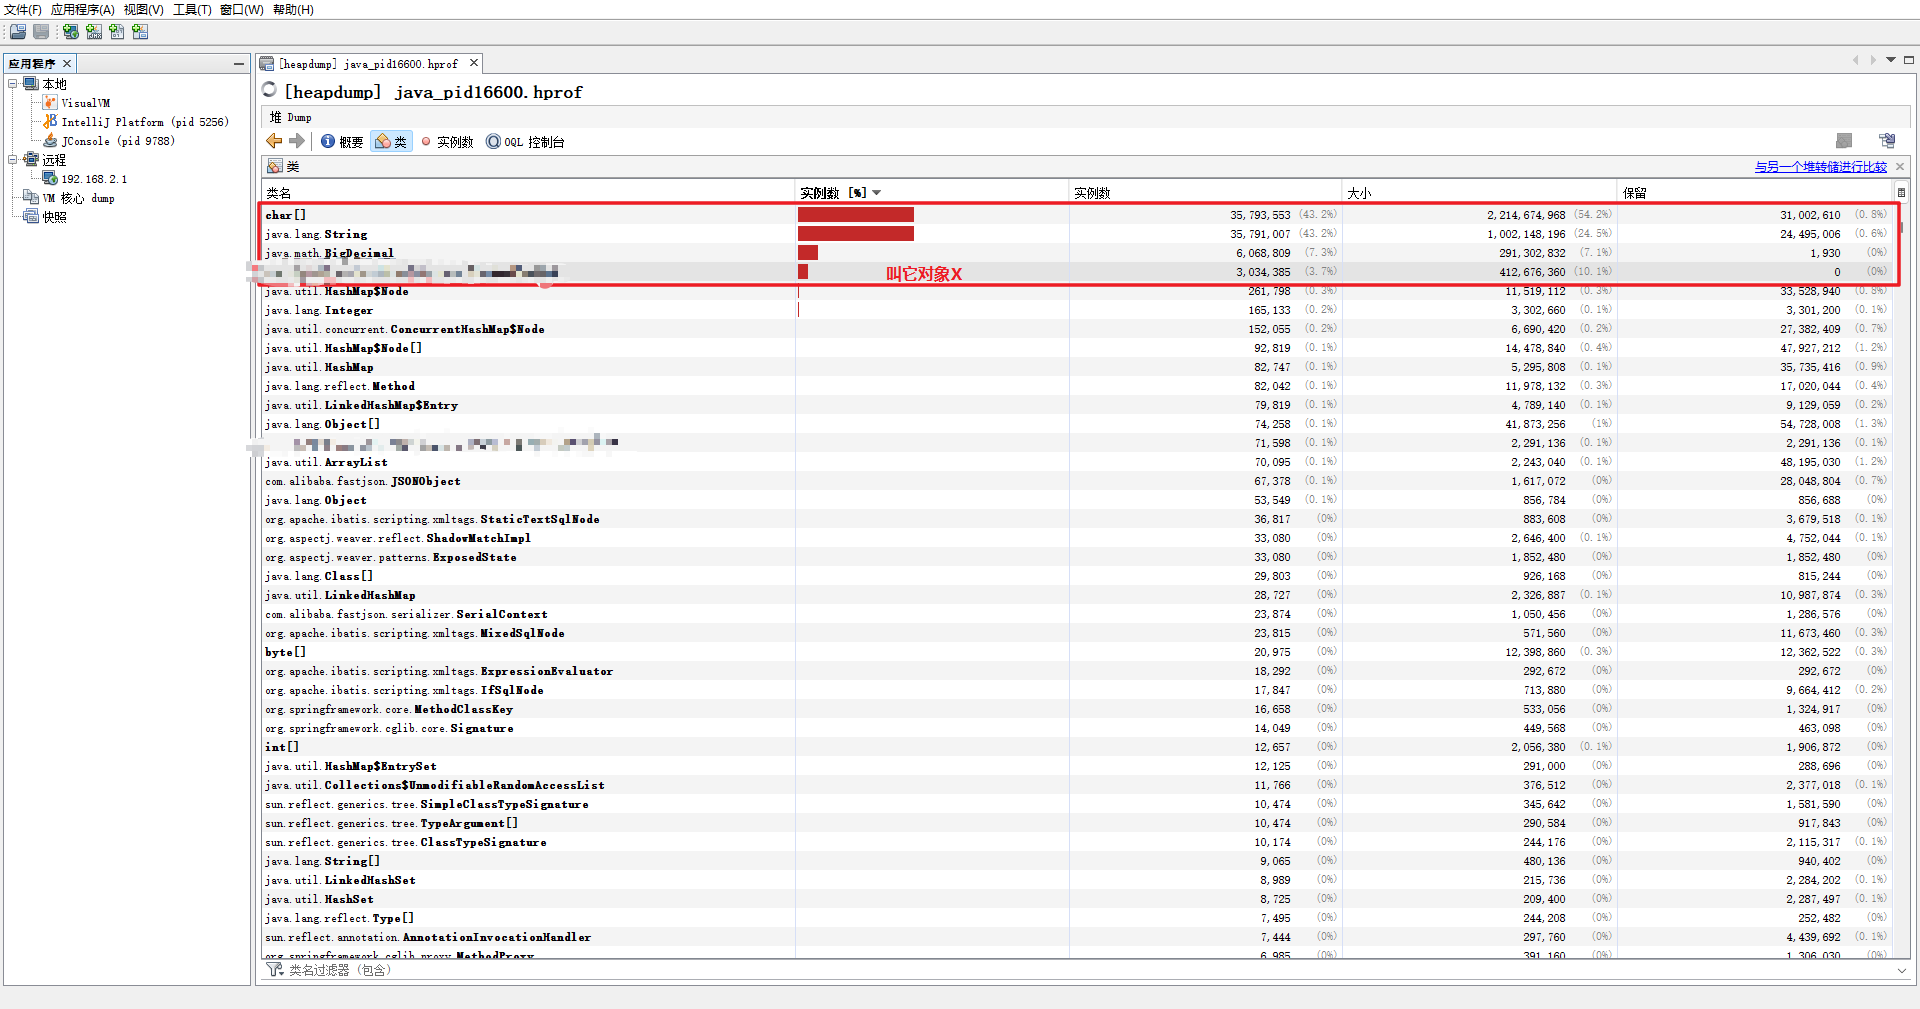 文件(F) 应用程序(A) 视图(V) 工具(T) 窗口(W) 帮助(H)
应用程序
本地
VisualVM
IntelliJ Platform (pid 5256)
JConsole (pid 9788)
远程
192.168.2.1
VM 核心 dump
快照
[heapdump] java_pid16600.hprof
[heapdump] java_pid16600.hprof
堆 Dump
概要 类 实例数 OQL 控制台
类 与另一个堆转储进行比较
类名 实例数 [%] 实例数 大小 保留
char[] 35,793,553 (43.2%) 2,214,674,968 (54.2%) 31,002,610 (0.8%)
java.lang.String 35,791,007 (43.2%) 1,002,148,196 (24.5%) 24,495,006 (0.6%)
java.math.BigDecimal 6,068,809 (7.3%) 291,302,832 (7.1%) 1,930 (0%)
叫它对象X 3,034,385 (3.7%) 412,676,360 (10.1%) 0 (0%)
java.util.HashMap$Node 261,798 (0.3%) 11,519,112 (0.3%) 33,528,940 (0.8%)
java.lang.Integer 165,133 (0.2%) 3,302,660 (0.1%) 3,301,200 (0.1%)
java.util.concurrent.ConcurrentHashMap$Node 152,055 (0.2%) 6,690,420 (0.2%) 27,382,409 (0.7%)
java.util.HashMap$Node[] 92,819 (0.1%) 14,478,840 (0.4%) 47,927,212 (1.2%)
java.util.HashMap 82,747 (0.1%) 5,295,808 (0.1%) 35,735,416 (0.9%)
java.lang.reflect.Method 82,042 (0.1%) 11,978,132 (0.3%) 17,020,044 (0.4%)
java.util.LinkedHashMap$Entry 79,819 (0.1%) 4,789,140 (0.1%) 9,129,059 (0.2%)
java.lang.Object[] 74,258 (0.1%) 41,873,256 (1%) 54,728,008 (1.3%)
71,598 (0.1%) 2,291,136 (0.1%) 2,291,136 (0.1%)
java.util.ArrayList 70,095 (0.1%) 2,243,040 (0.1%) 48,195,030 (1.2%)
com.alibaba.fastjson.JSONObject 67,378 (0.1%) 1,617,072 (0%) 28,048,804 (0.7%)
java.lang.Object 53,549 (0.1%) 856,784 (0%) 856,688 (0%)
org.apache.ibatis.scripting.xmltags.StaticTextSqlNode 36,817 (0%) 883,608 (0%) 3,679,518 (0.1%)
org.aspectj.weaver.reflect.ShadowMatchImpl 33,080 (0%) 2,646,400 (0.1%) 4,752,044 (0.1%)
org.aspectj.weaver.patterns.ExposedState 33,080 (0%) 1,852,480 (0%) 1,852,480 (0%)
java.lang.Class[] 29,803 (0%) 926,168 (0%) 815,244 (0%)
java.util.LinkedHashMap 28,727 (0%) 2,326,887 (0.1%) 10,987,874 (0.3%)
com.alibaba.fastjson.serializer.SerialContext 23,874 (0%) 1,050,456 (0%) 1,286,576 (0%)
org.apache.ibatis.scripting.xmltags.MixedSqlNode 23,815 (0%) 571,560 (0%) 11,673,460 (0.3%)
byte[] 20,975 (0%) 12,398,860 (0.3%) 12,362,522 (0.3%)
org.apache.ibatis.scripting.xmltags.ExpressionEvaluator 18,292 (0%) 292,672 (0%) 292,672 (0%)
org.apache.ibatis.scripting.xmltags.IfSqlNode 17,847 (0%) 713,880 (0%) 9,664,412 (0.2%)
org.springframework.core.MethodClassKey 16,658 (0%) 533,056 (0%) 1,324,917 (0%)
org.springframework.cglib.core.Signature 14,049 (0%) 449,568 (0%) 463,098 (0%)
int[] 12,657 (0%) 2,056,380 (0.1%) 1,906,872 (0%)
java.util.HashMap$EntrySet 12,125 (0%) 291,000 (0%) 288,696 (0%)
java.util.Collections$UnmodifiableRandomAccessList 11,766 (0%) 376,512 (0%) 2,377,018 (0.1%)
sun.reflect.generics.tree.SimpleClassTypeSignature 10,474 (0%) 345,642 (0%) 1,581,590 (0%)
sun.reflect.generics.tree.TypeArgument[] 10,474 (0%) 290,584 (0%) 917,843 (0%)
sun.reflect.generics.tree.ClassTypeSignature 10,174 (0%) 244,176 (0%) 2,115,317 (0.1%)
java.lang.String[] 9,065 (0%) 480,136 (0%) 940,402 (0%)
java.util.LinkedHashSet 8,989 (0%) 215,736 (0%) 2,284,202 (0.1%)
java.util.HashSet 8,725 (0%) 209,400 (0%) 2,287,497 (0.1%)
java.lang.reflect.Type[] 7,495 (0%) 244,208 (0%) 252,482 (0%)
sun.reflect.annotation.AnnotationInvocationHandler 7,444 (0%) 297,760 (0%) 4,439,692 (0.1%)
org.springframework.cglib.proxy.MethodProxy 6,985 (0%) 391,160 (0%) 1,306,030 (0%)
类名过滤器 (包含)